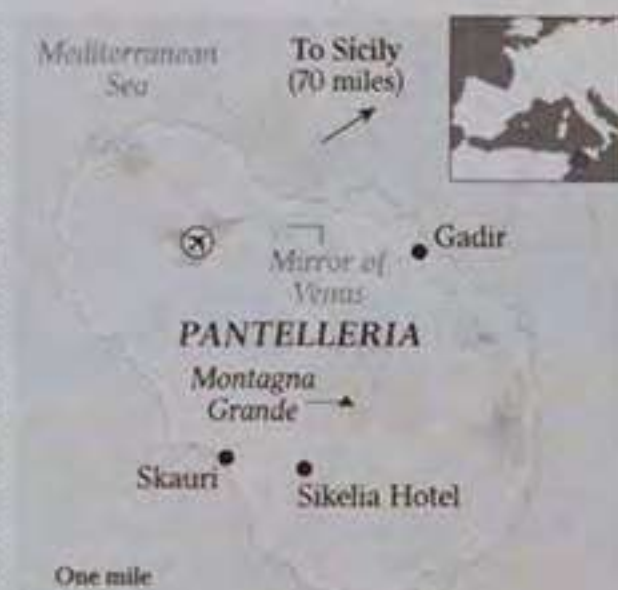 Mediterranean
Sea
To Sicily
(70 miles)
Gadir
Mirror of
Venus
PANTELLERIA
Montagna
Grande
Skauri
Sikelia Hotel
One mile